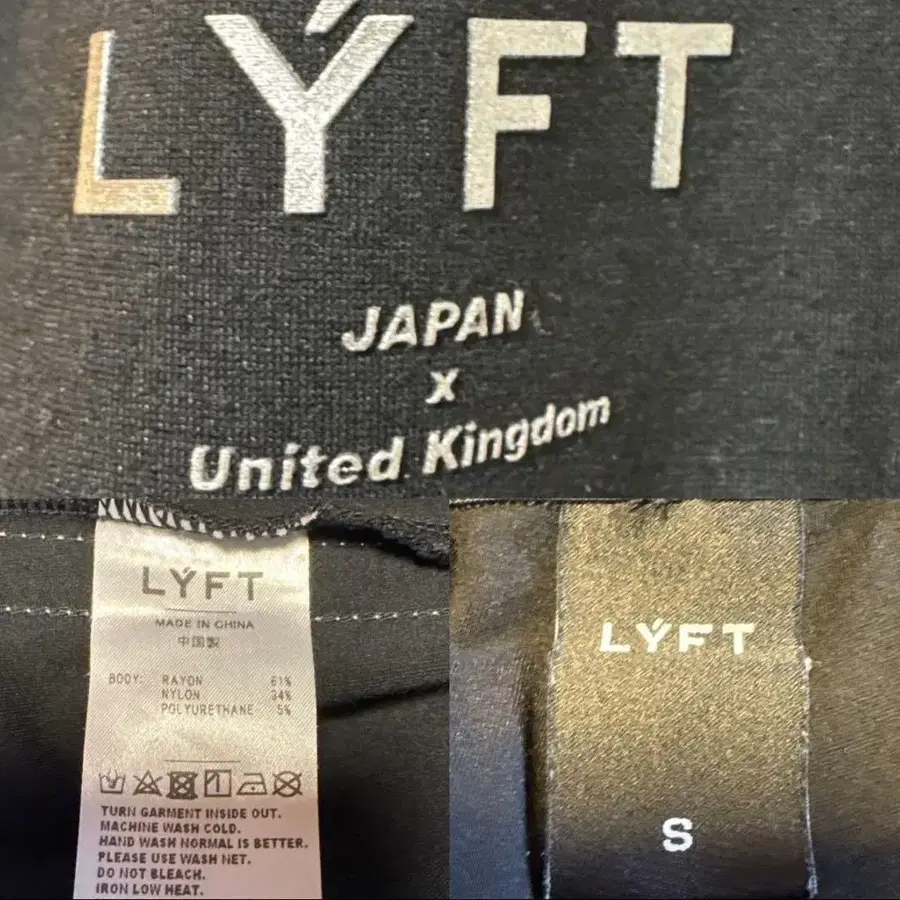 LÝFT
JAPAN
x
United Kingdom
LÝFT
MADE IN CHINA
中国製
BODY: RAYON 61%
NYLON 34%
POLYURETHANE 5%
TURN GARMENT INSIDE OUT.
MACHINE WASH COLD.
HAND WASH NORMAL IS BETTER.
PLEASE USE WASH NET.
DO NOT BLEACH.
IRON LOW HEAT.
LÝFT
S